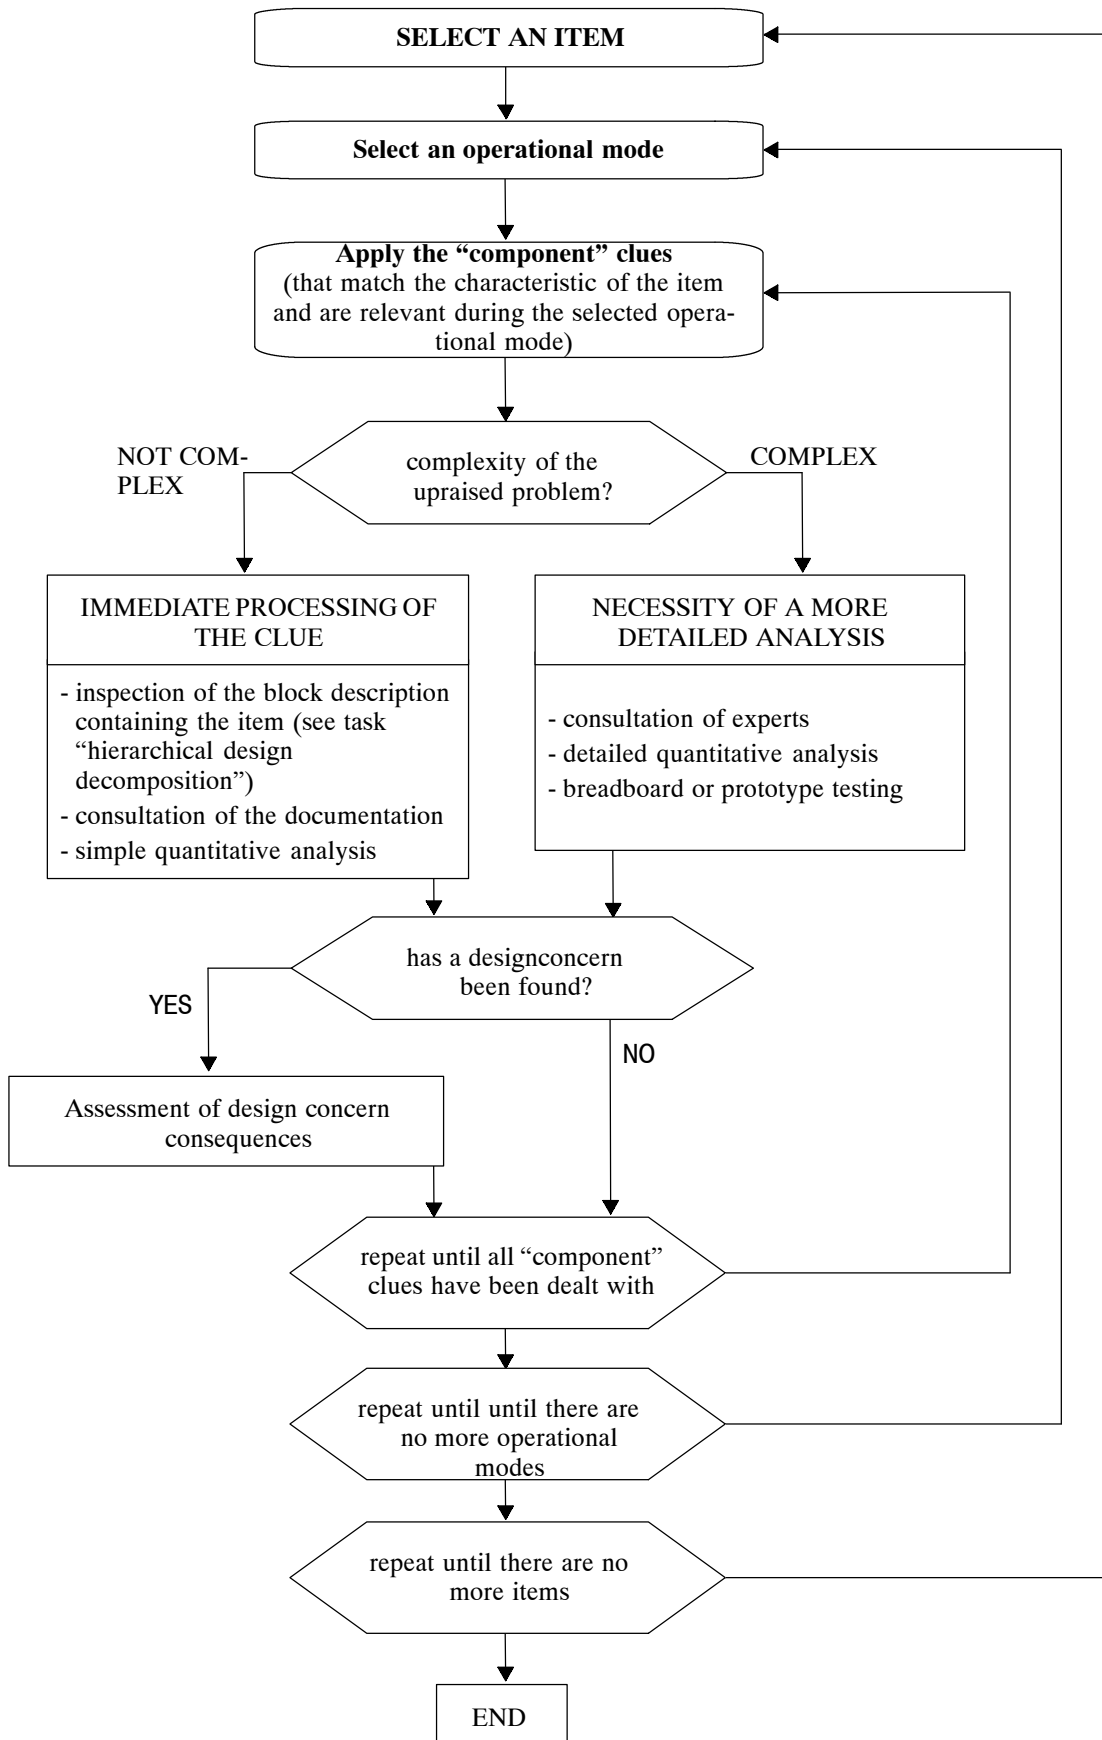 SELECT AN ITEM
Select an operational mode
Apply the “component” clues
(that match the characteristic of the item
and are relevant during the selected opera-
tional mode)
NOT COM-
PLEX
complexity of the
upraised problem?
COMPLEX
IMMEDIATE PROCESSING OF
THE CLUE
- inspection of the block description
containing the item (see task
“hierarchical design
decomposition”)
- consultation of the documentation
- simple quantitative analysis
NECESSITY OF A MORE
DETAILED ANALYSIS
- consultation of experts
- detailed quantitative analysis
- breadboard or prototype testing
has a designconcern
been found?
YES
NO
Assessment of design concern
consequences
repeat until all “component”
clues have been dealt with
repeat until until there are
no more operational
modes
repeat until there are no
more items
END